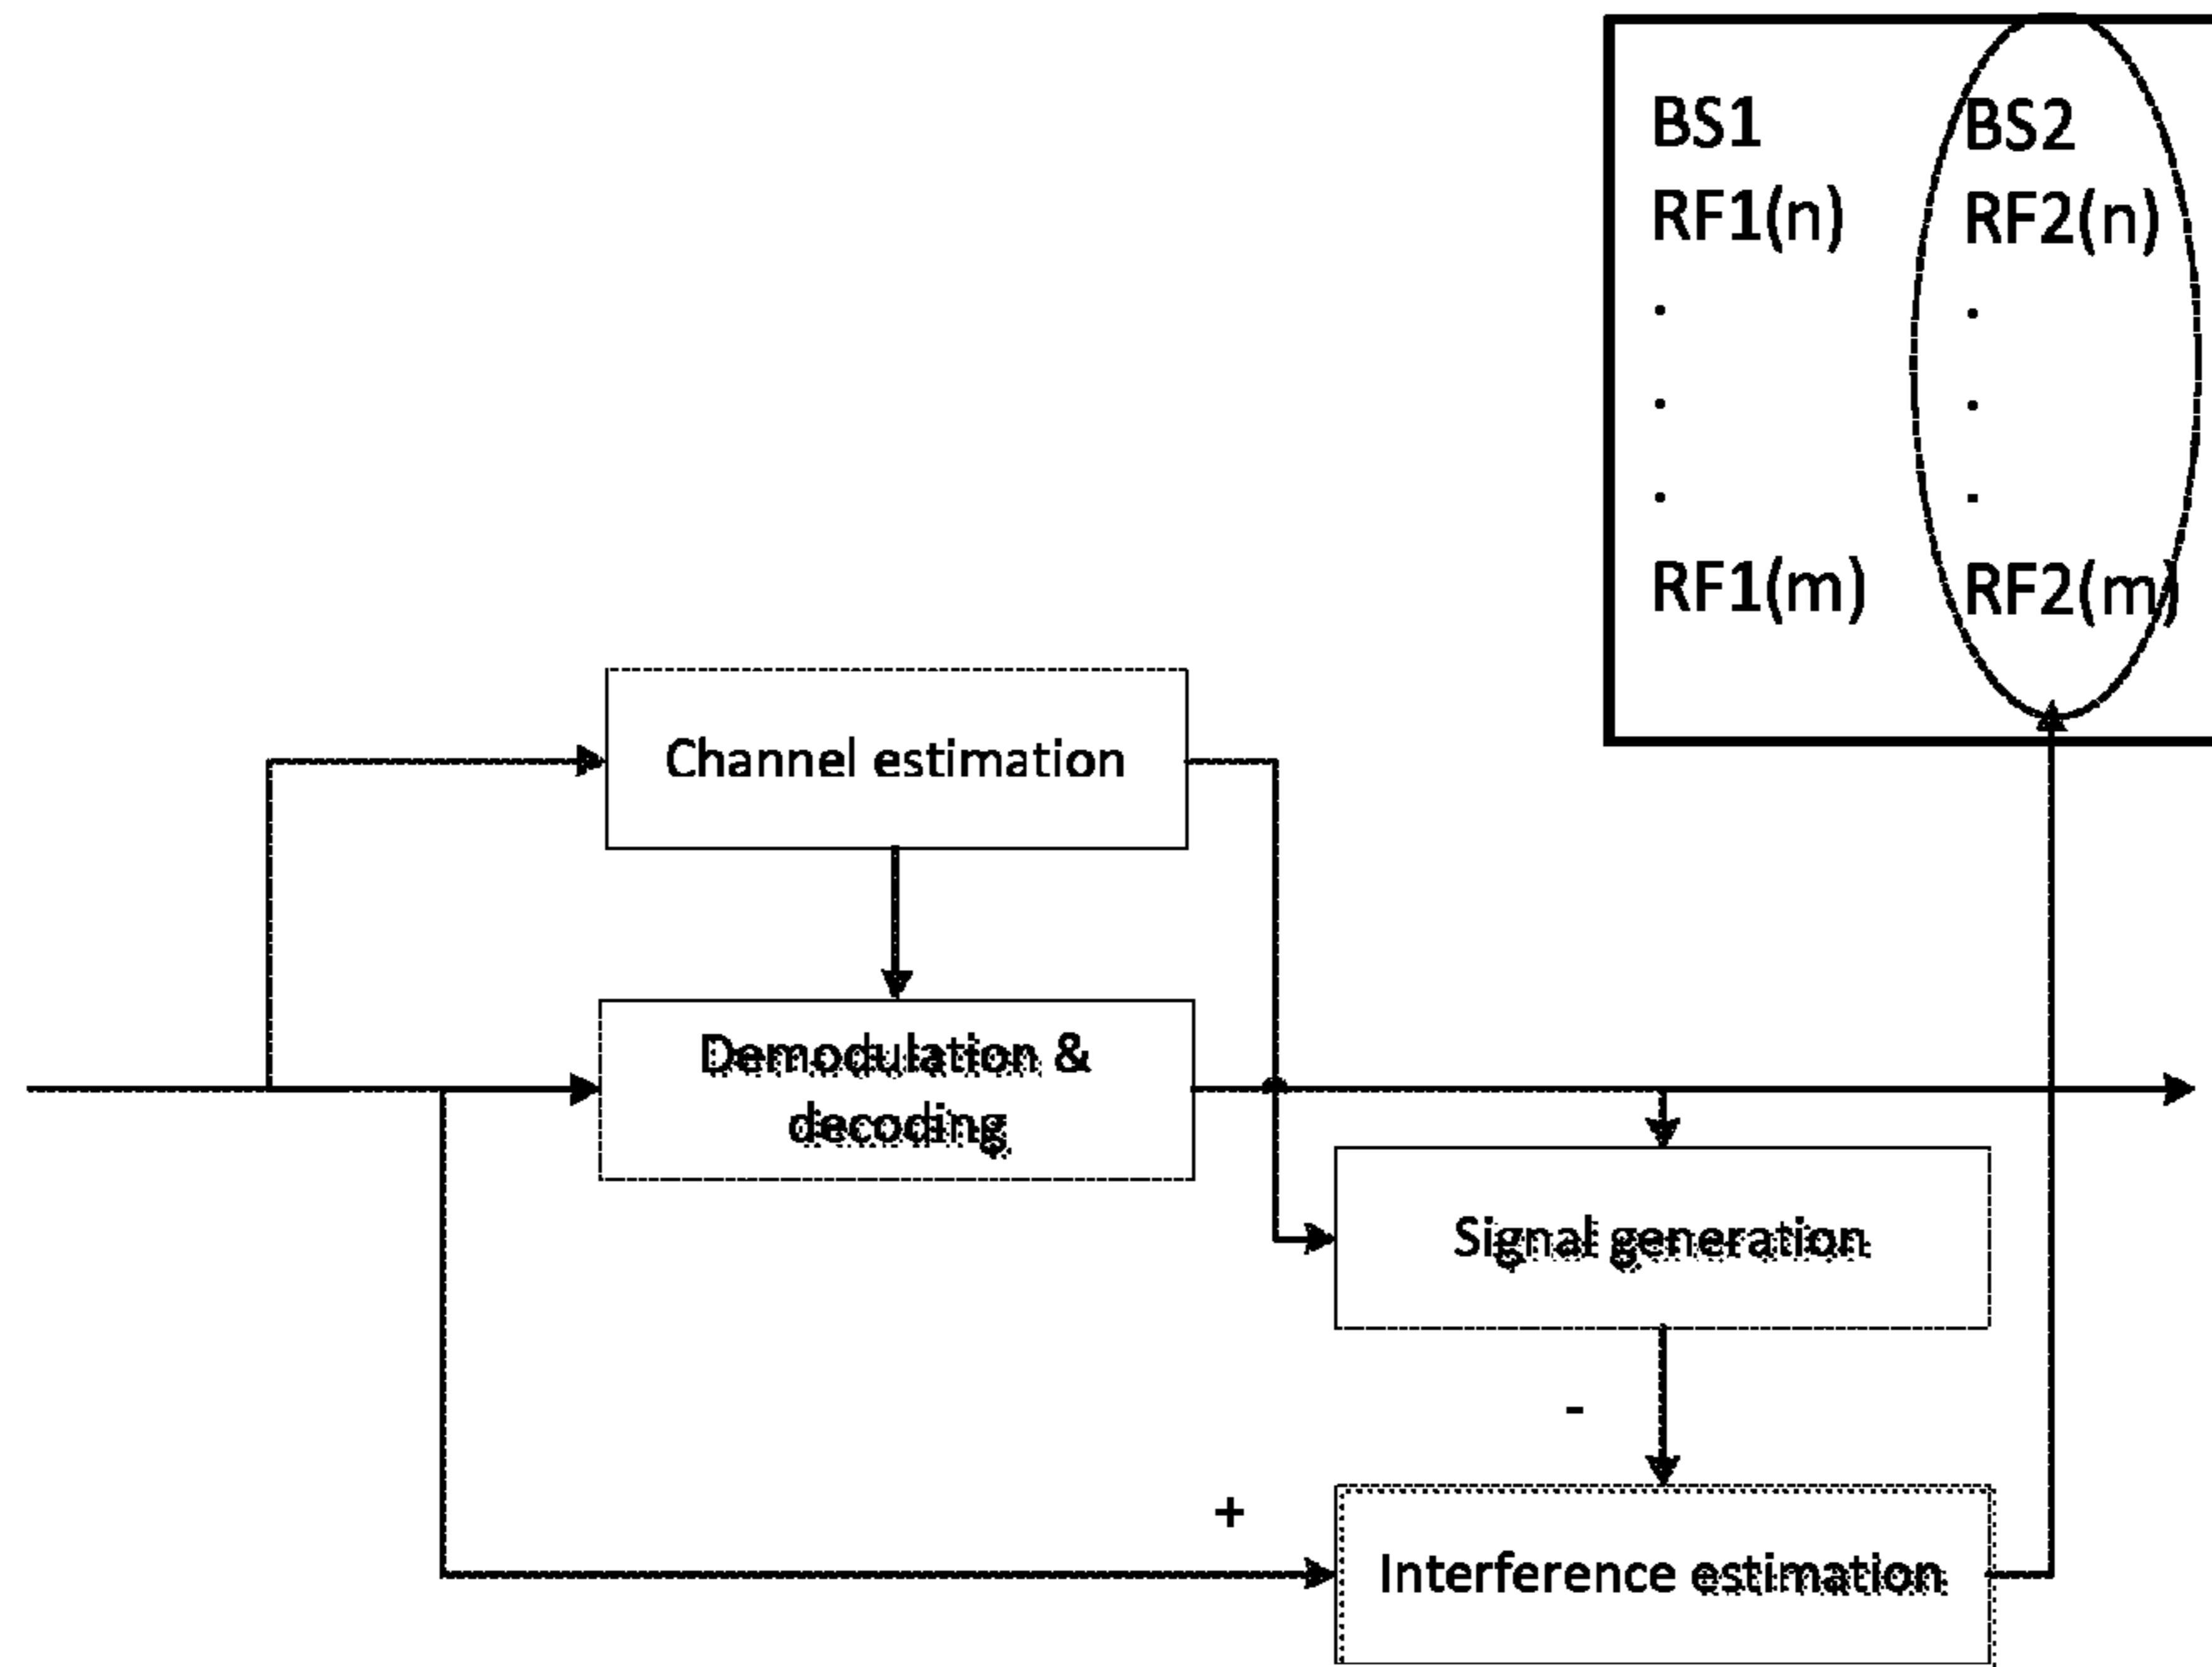 BS1 BS2
RF1(n) RF2(n)
. .
. .
. .
RF1(m) RF2(m)
Channel estimation
Demodulation &
decoding
Signal generation
-
+
Interference estimation